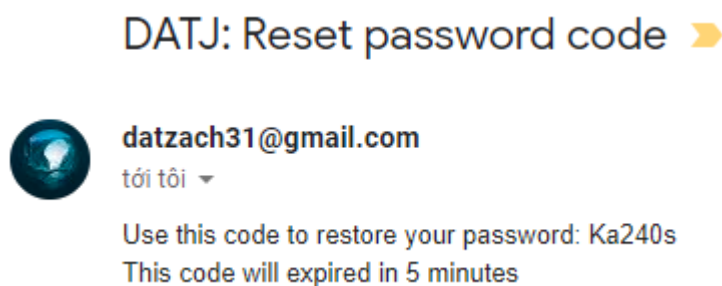 DATJ: Reset password code
datzach31@gmail.com
tới tôi
Use this code to restore your password: Ka240s
This code will expired in 5 minutes